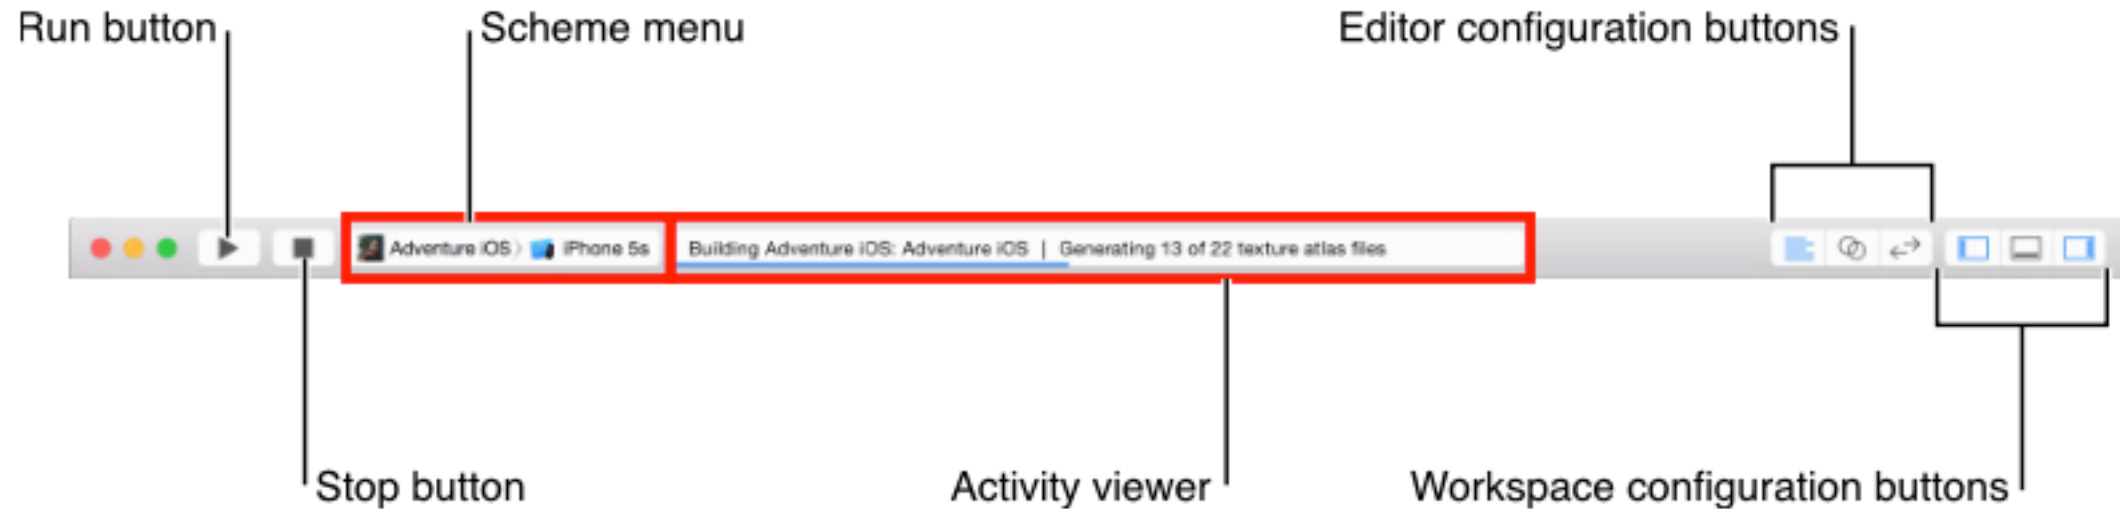 Run button
Scheme menu
Editor configuration buttons
Adventure iOS
iPhone 5s
Building Adventure iOS: Adventure iOS | Generating 13 of 22 texture atlas files
Stop button
Activity viewer
Workspace configuration buttons